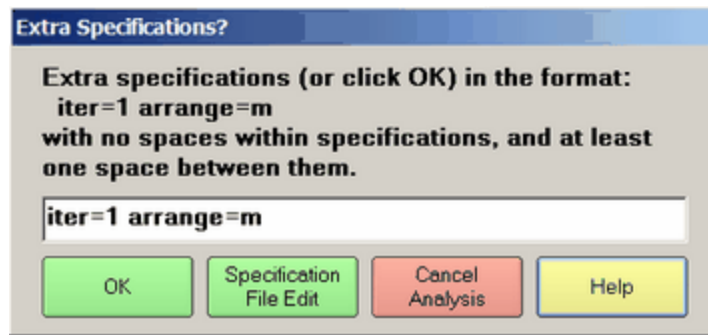 Extra Specifications?
Extra specifications (or click OK) in the format:
iter=1 arrange=m
with no spaces within specifications, and at least
one space between them.
iter=1 arrange=m
OK
Specification
File Edit
Cancel
Analysis
Help